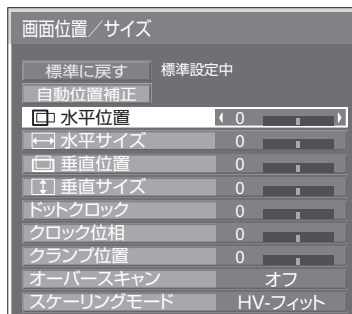 画面位置／サイズ
標準に戻す 標準設定中
自動位置補正
水平位置 0
水平サイズ 0
垂直位置 0
垂直サイズ 0
ドットクロック 0
クロック位相 0
クランプ位置 0
オーバースキャン オフ
スケーリングモード HV-フィット